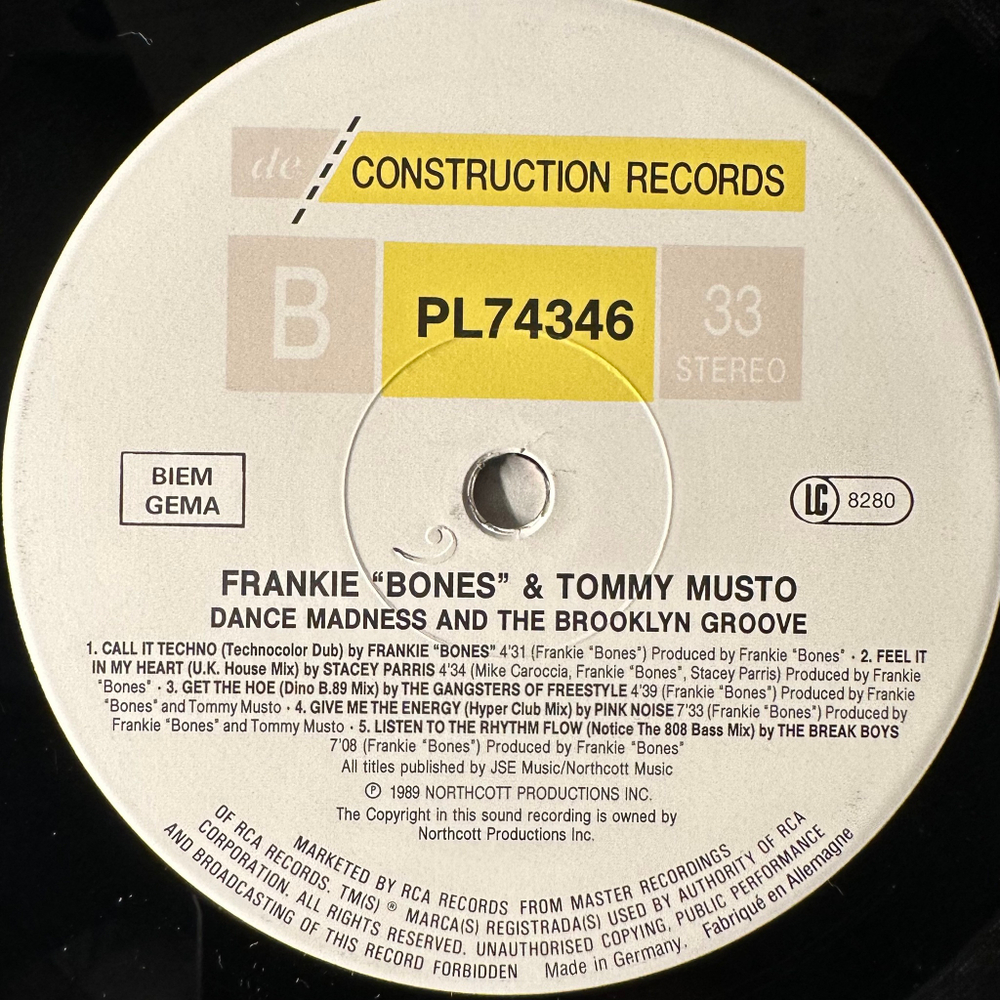 de CONSTRUCTION RECORDS
B PL74346 33
STEREO
BIEM
GEMA
LC 8280
FRANKIE “BONES” & TOMMY MUSTO
DANCE MADNESS AND THE BROOKLYN GROOVE
1. CALL IT TECHNO (Technocolor Dub) by FRANKIE “BONES” 4'31 (Frankie “Bones”) Produced by Frankie “Bones” · 2. FEEL IT
IN MY HEART (U.K. House Mix) by STACEY PARRIS 4'34 (Mike Caroccia, Frankie “Bones”, Stacey Parris) Produced by Frankie
“Bones” · 3. GET THE HOE (Dino B.89 Mix) by THE GANGSTERS OF FREESTYLE 4'39 (Frankie “Bones”) Produced by Frankie
“Bones” and Tommy Musto · 4. GIVE ME THE ENERGY (Hyper Club Mix) by PINK NOISE 7'33 (Frankie “Bones”) Produced by
Frankie “Bones” and Tommy Musto · 5. LISTEN TO THE RHYTHM FLOW (Notice The 808 Bass Mix) by THE BREAK BOYS
7'08 (Frankie “Bones”) Produced by Frankie “Bones”
All titles published by JSE Music/Northcott Music
℗ 1989 NORTHCOTT PRODUCTIONS INC.
The Copyright in this sound recording is owned by
Northcott Productions Inc.
MARKETED BY RCA RECORDS FROM MASTER RECORDINGS
OF RCA RECORDS. TM(S) ® MARCA(S) REGISTRADA(S) USED BY AUTHORITY OF RCA
CORPORATION. ALL RIGHTS RESERVED. UNAUTHORISED COPYING, PUBLIC PERFORMANCE
AND BROADCASTING OF THIS RECORD FORBIDDEN Made in Germany. Fabriqué en Allemagne